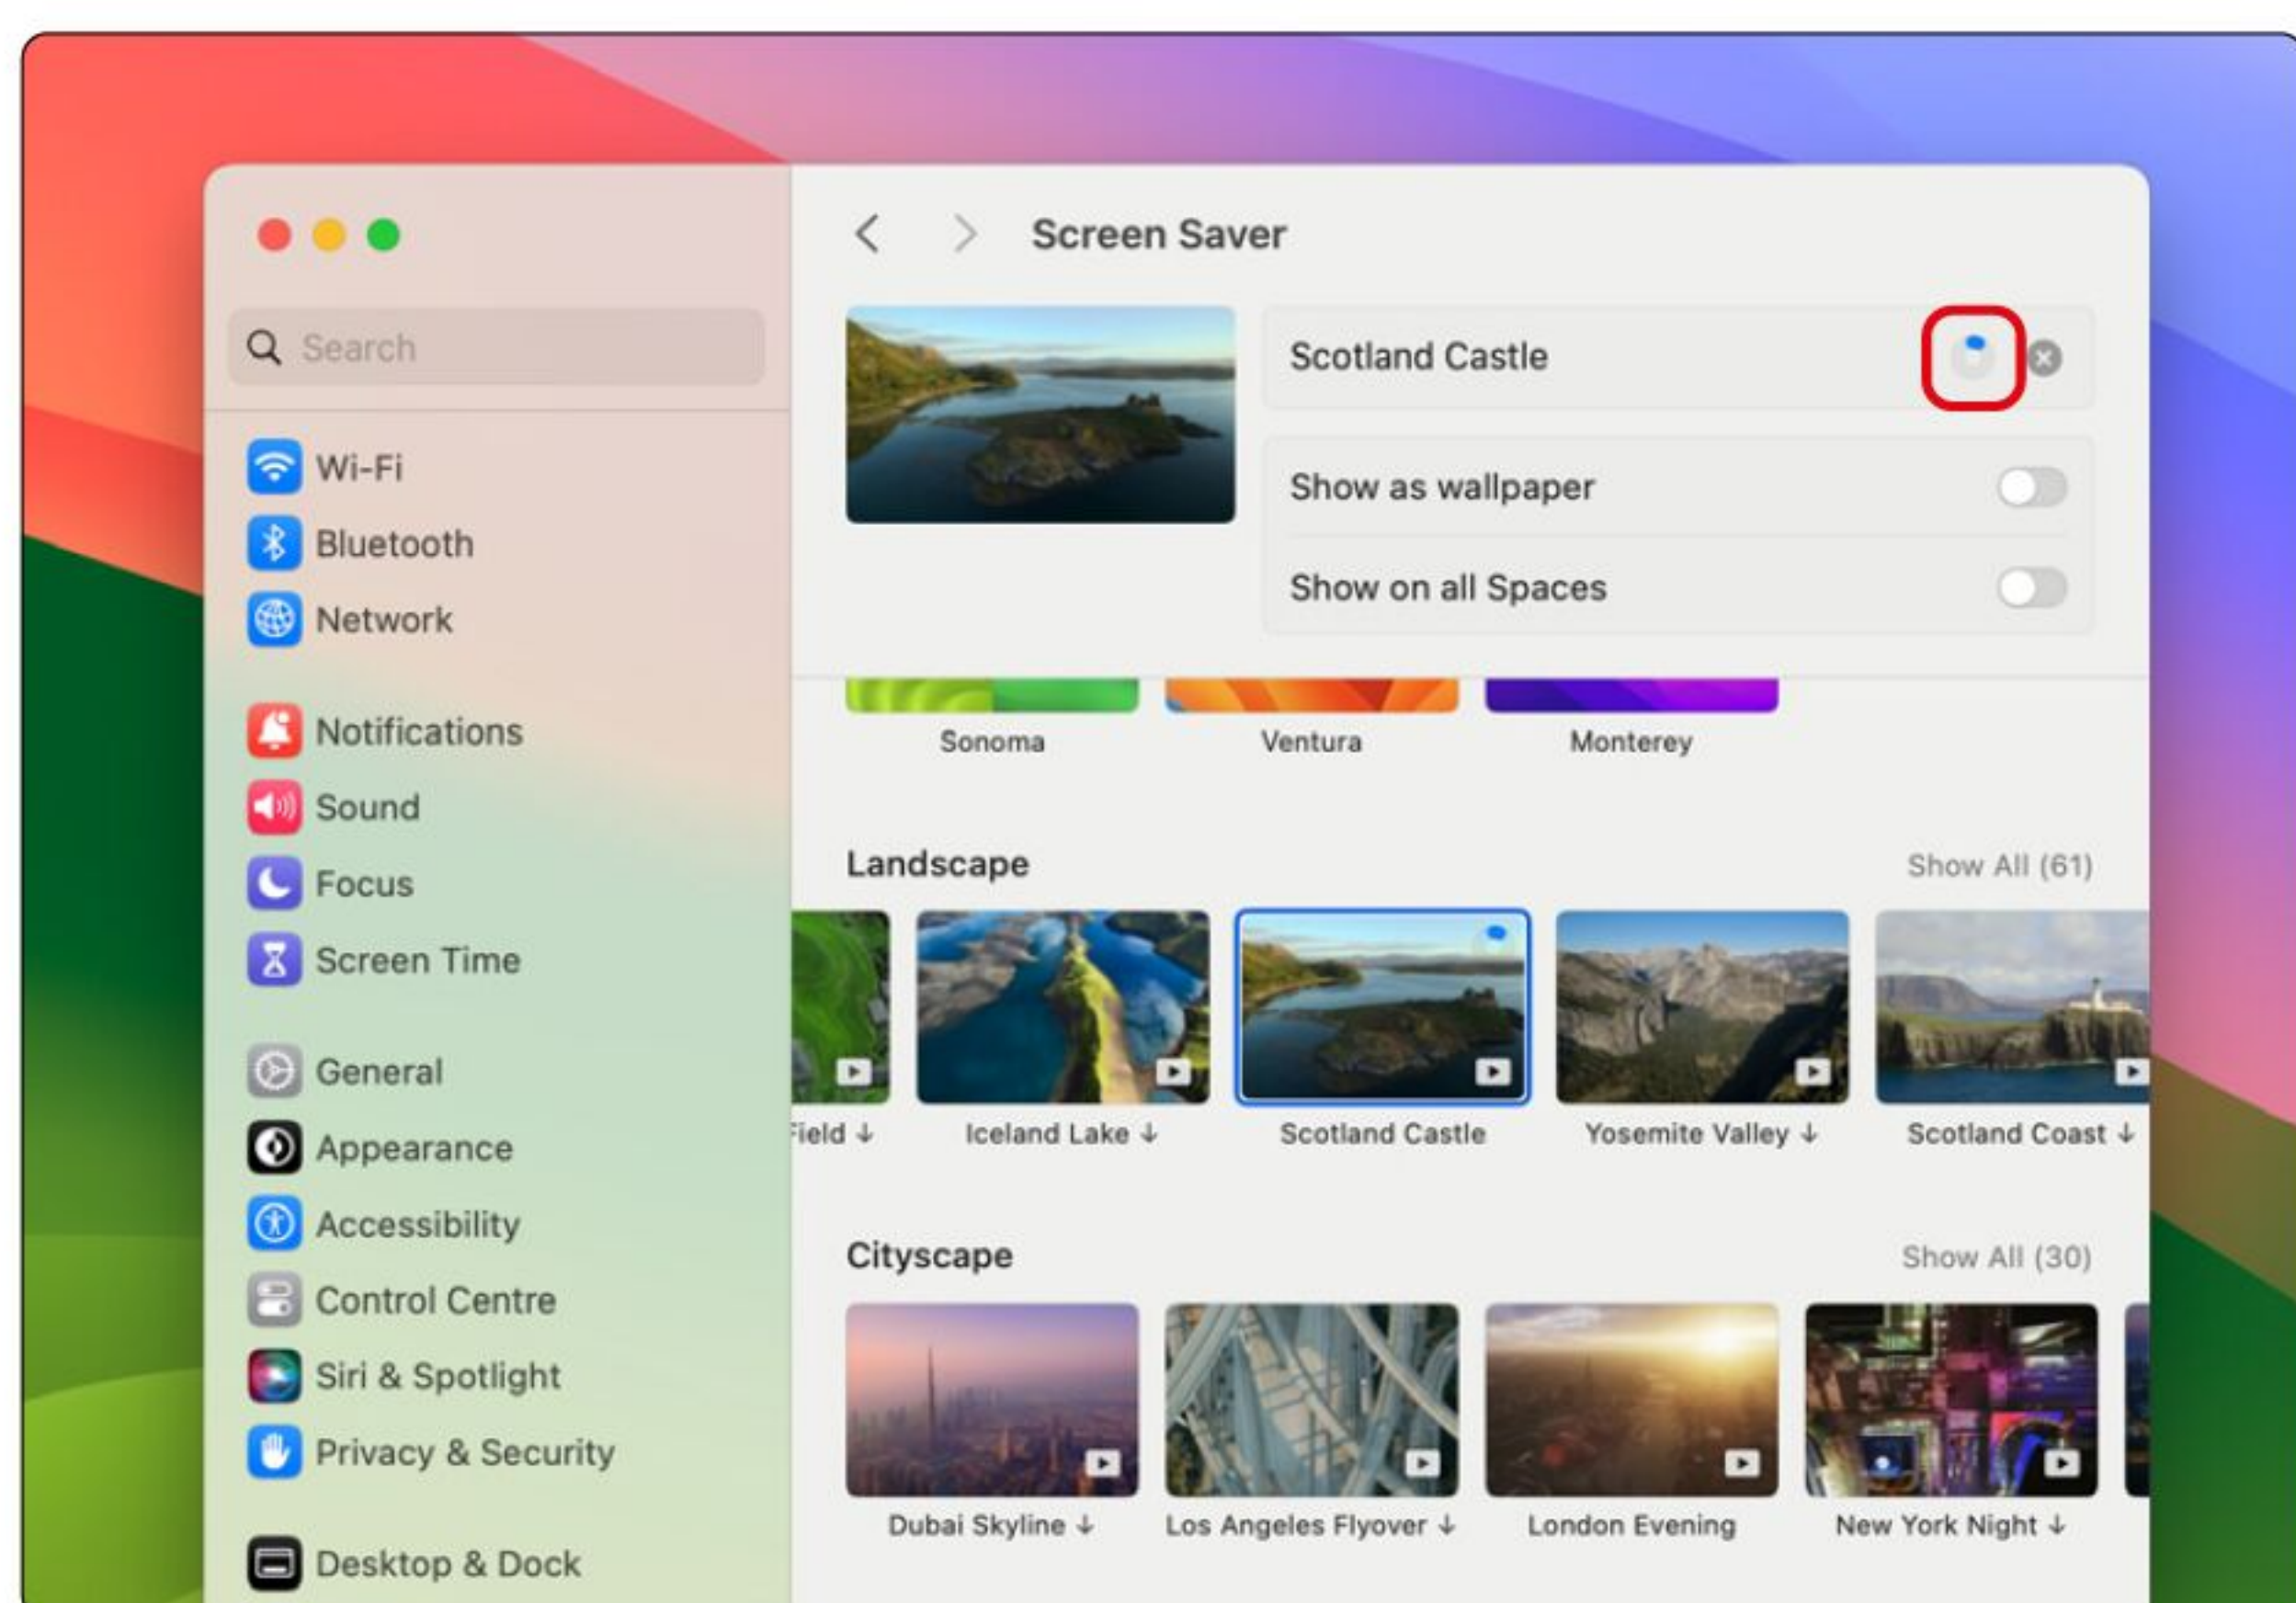 Screen Saver
Search
Scotland Castle
Show as wallpaper
Show on all Spaces
Wi-Fi
Bluetooth
Network
Notifications
Sound
Focus
Screen Time
General
Appearance
Accessibility
Control Centre
Siri & Spotlight
Privacy & Security
Desktop & Dock
Sonoma
Ventura
Monterey
Landscape
Show All (61)
Field ↓
Iceland Lake ↓
Scotland Castle
Yosemite Valley ↓
Scotland Coast ↓
Cityscape
Show All (30)
Dubai Skyline ↓
Los Angeles Flyover ↓
London Evening
New York Night ↓